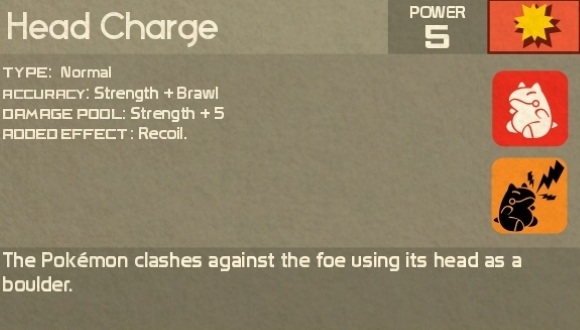 Head Charge
POWER
5
TYPE: Normal
ACCURACY: Strength + Brawl
DAMAGE POOL: Strength + 5
ADDED EFFECT : Recoil.
The Pokémon clashes against the foe using its head as a
boulder.